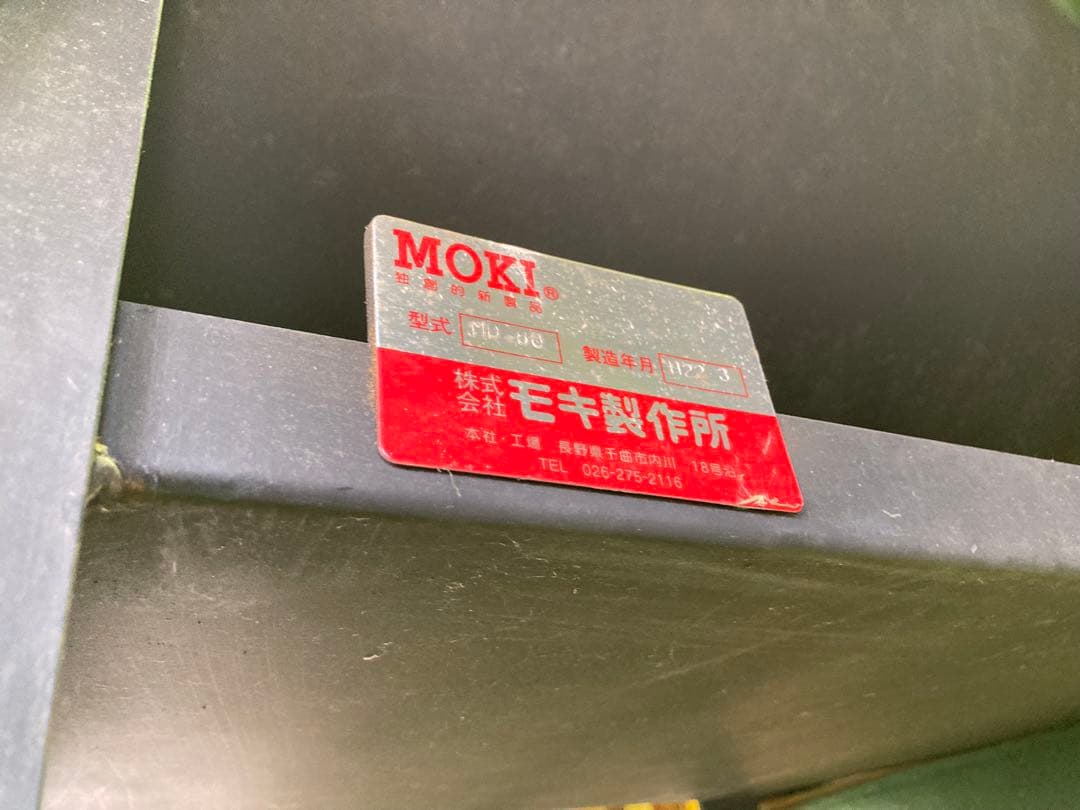 MOKI®
独創的新製品
型式
製造年月 H22 3
株式会社 モキ製作所
本社・工場 長野県千曲市内川 18号沿
TEL 026-275-2116